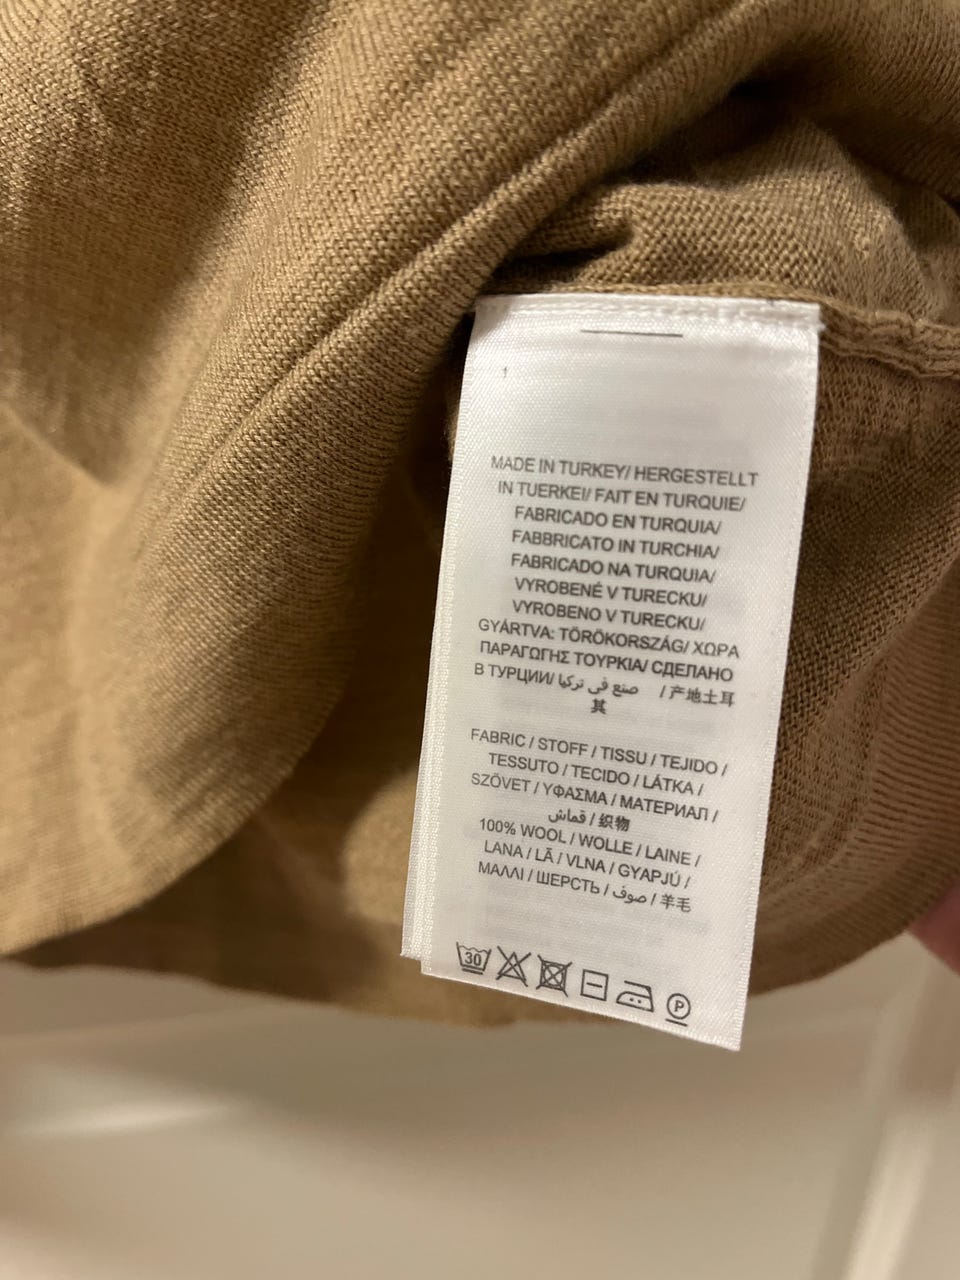 MADE IN TURKEY/ HERGESTELLT
IN TUERKEI/ FAIT EN TURQUIE/
FABRICADO EN TURQUIA/
FABBRICATO IN TURCHIA/
FABRICADO NA TURQUIA/
VYROBENÉ V TURECKU/
VYROBENO V TURECKU/
GYÁRTVA: TÖRÖKORSZÁG/ ΧΩΡΑ
ΠΑΡΑΓΩΓΗΣ ΤΟΥΡΚΙΑ/ СДЕЛАНО
В ТУРЦИИ/ صنع في تركيا / 产地土耳
其
FABRIC / STOFF / TISSU / TEJIDO /
TESSUTO / TECIDO / LÁTKA /
SZÖVET / ΥΦΑΣΜΑ / МАТЕРИАЛ /
قماش / 织物
100% WOOL / WOLLE / LAINE /
LANA / LÃ / VLNA / GYAPJÚ /
ΜΑΛΛΙ / ШЕРСТЬ / صوف / 羊毛
30 P